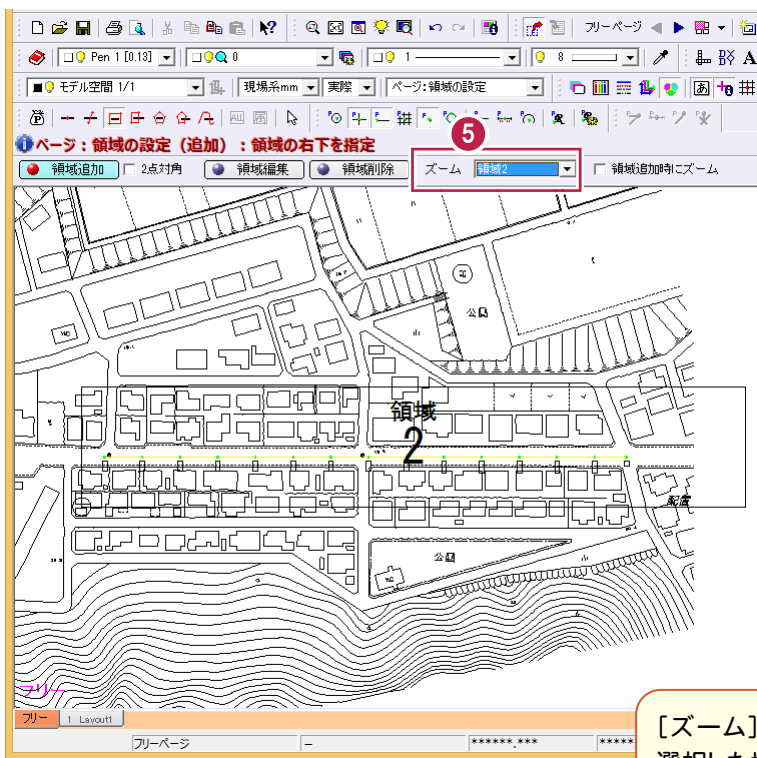 フリーページ
Pen 1 [0.13] 0 1 8 A
モデル空間 1/1 現場系mm 実際 ページ:領域の設定 あ
ALL 5
ページ：領域の設定（追加）：領域の右下を指定
領域追加 2点対角 領域編集 領域削除 ズーム 領域2 領域追加時にズーム
公園
領域
2
配置
公園
フリー
フリー 1 Layout1
フリーページ - ******.*** *****
[ズーム]